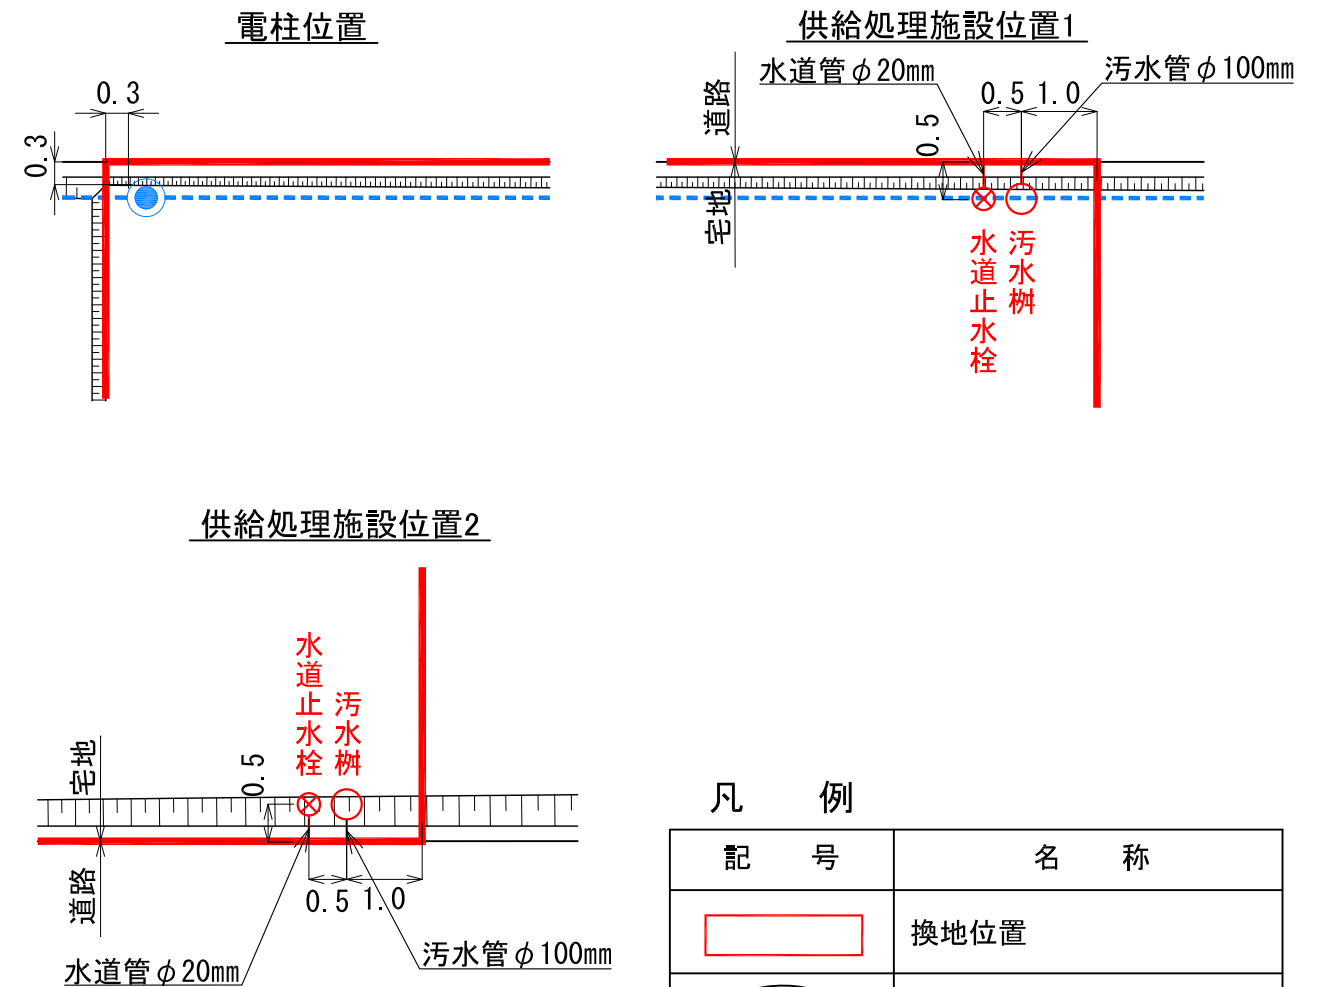 電柱位置
0.3
0.3
供給処理施設位置1
水道管φ20mm
汚水管φ100mm
0.5
1.0
0.5
道路
宅地
水道止水栓
汚水桝
供給処理施設位置2
水道止水栓
汚水桝
宅地
道路
0.5
0.5
1.0
水道管φ20mm
汚水管φ100mm
凡 例
記 号
名 称
換地位置